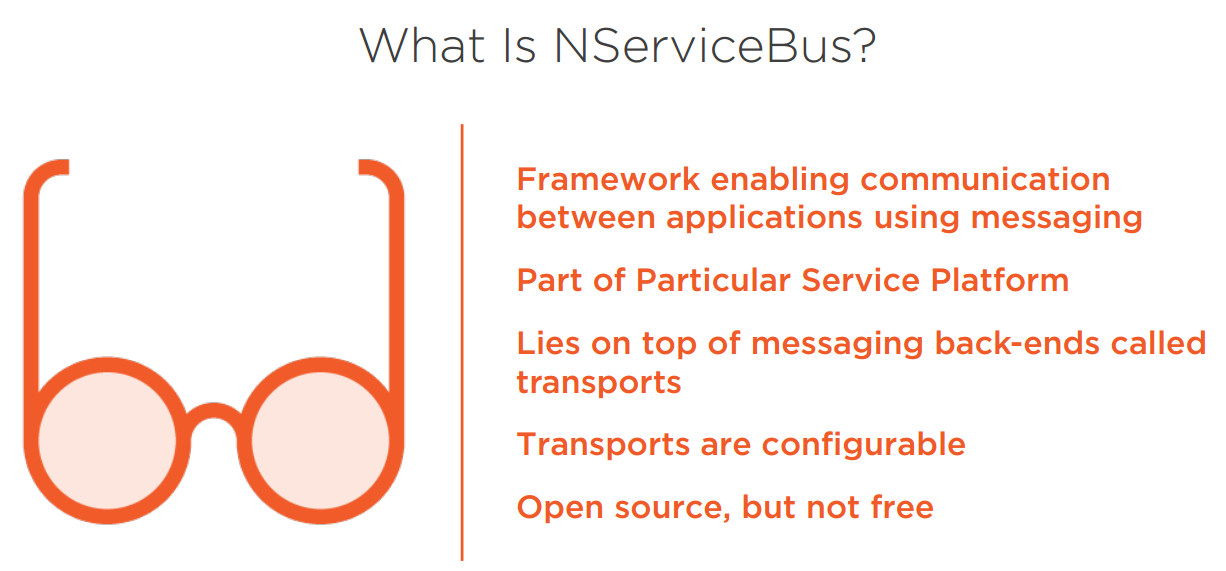 What Is NServiceBus?
Framework enabling communication
between applications using messaging
Part of Particular Service Platform
Lies on top of messaging back-ends called
transports
Transports are configurable
Open source, but not free